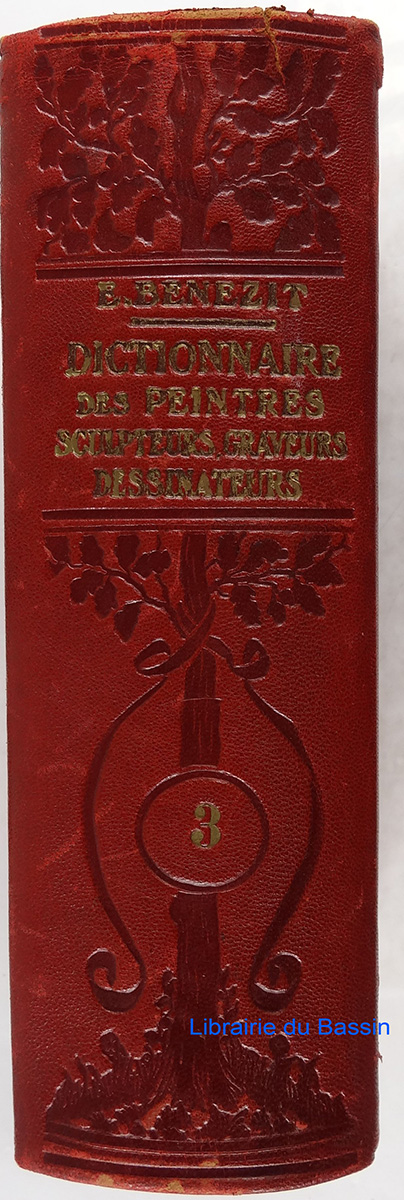 E. BENEZIT
DICTIONNAIRE
DES PEINTRES
SCULPTEURS, GRAVEURS
DESSINATEURS
3
Librairie du Bassin